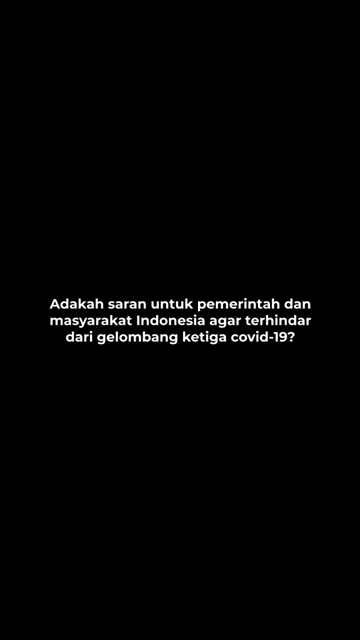 Adakah saran untuk pemerintah dan
masyarakat Indonesia agar terhindar
dari gelombang ketiga covid-19?